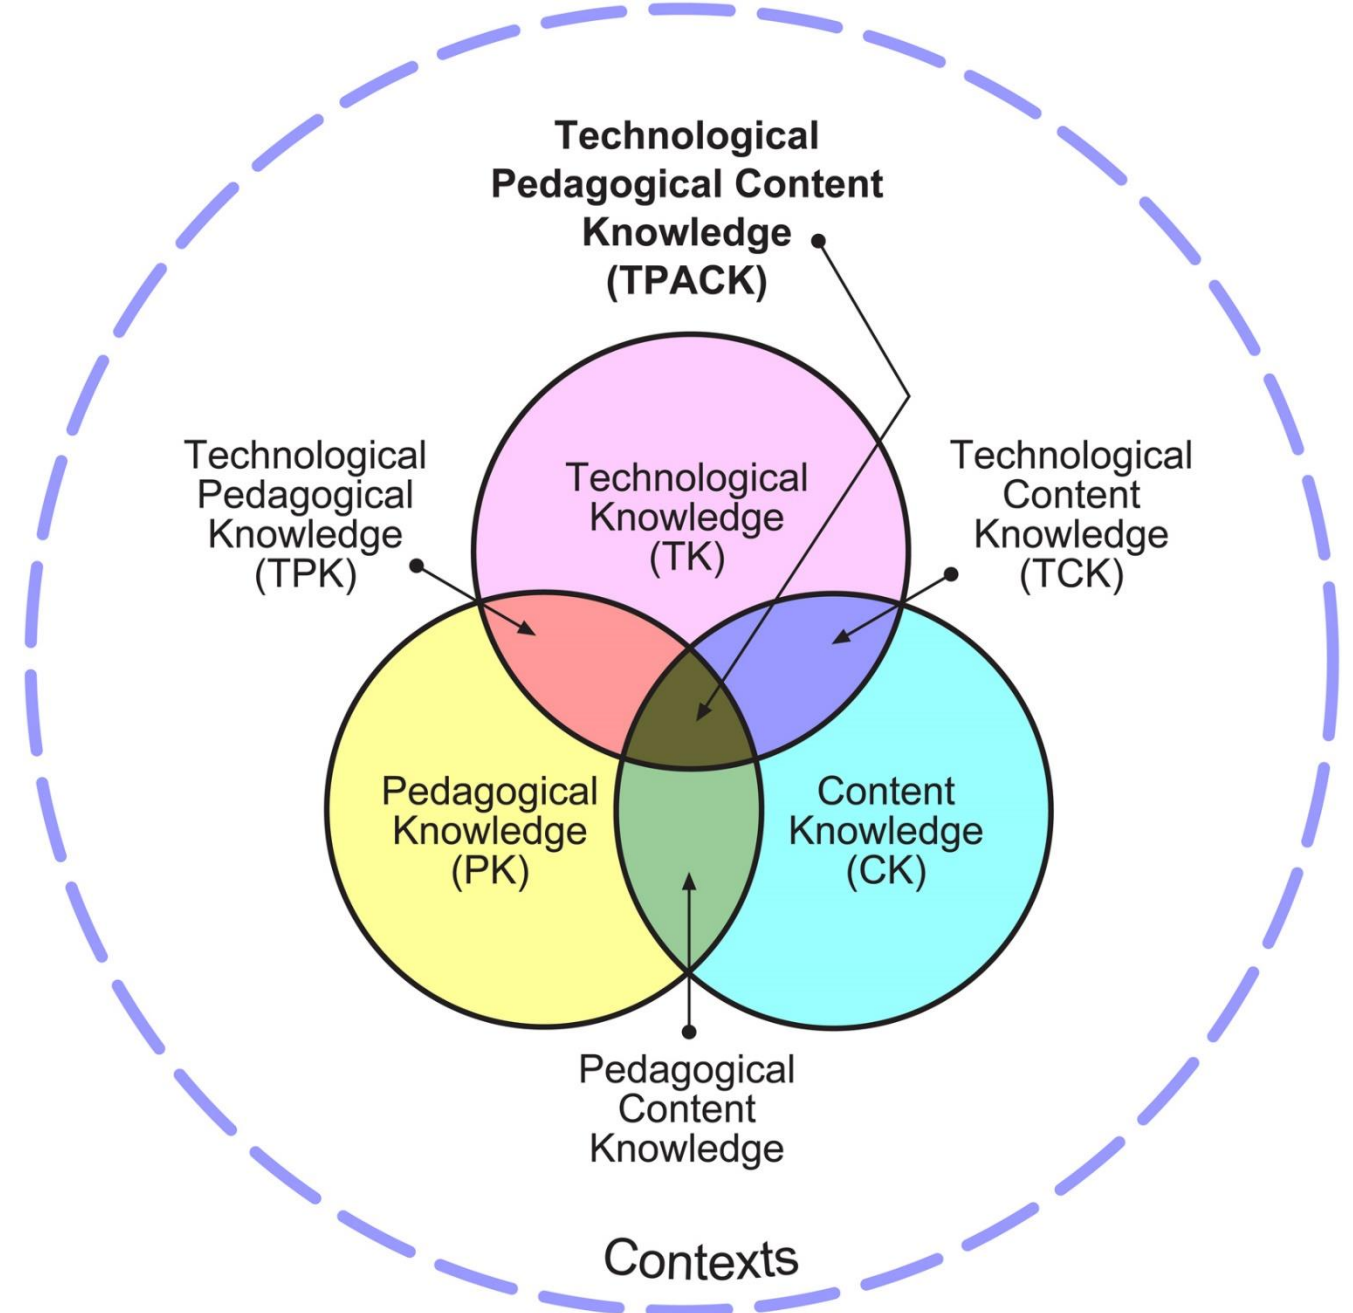 Technological
Pedagogical Content
Knowledge
(TPACK)
Technological
Pedagogical
Knowledge
(TPK)
Technological
Knowledge
(TK)
Technological
Content
Knowledge
(TCK)
Pedagogical
Knowledge
(PK)
Content
Knowledge
(CK)
Pedagogical
Content
Knowledge
Contexts